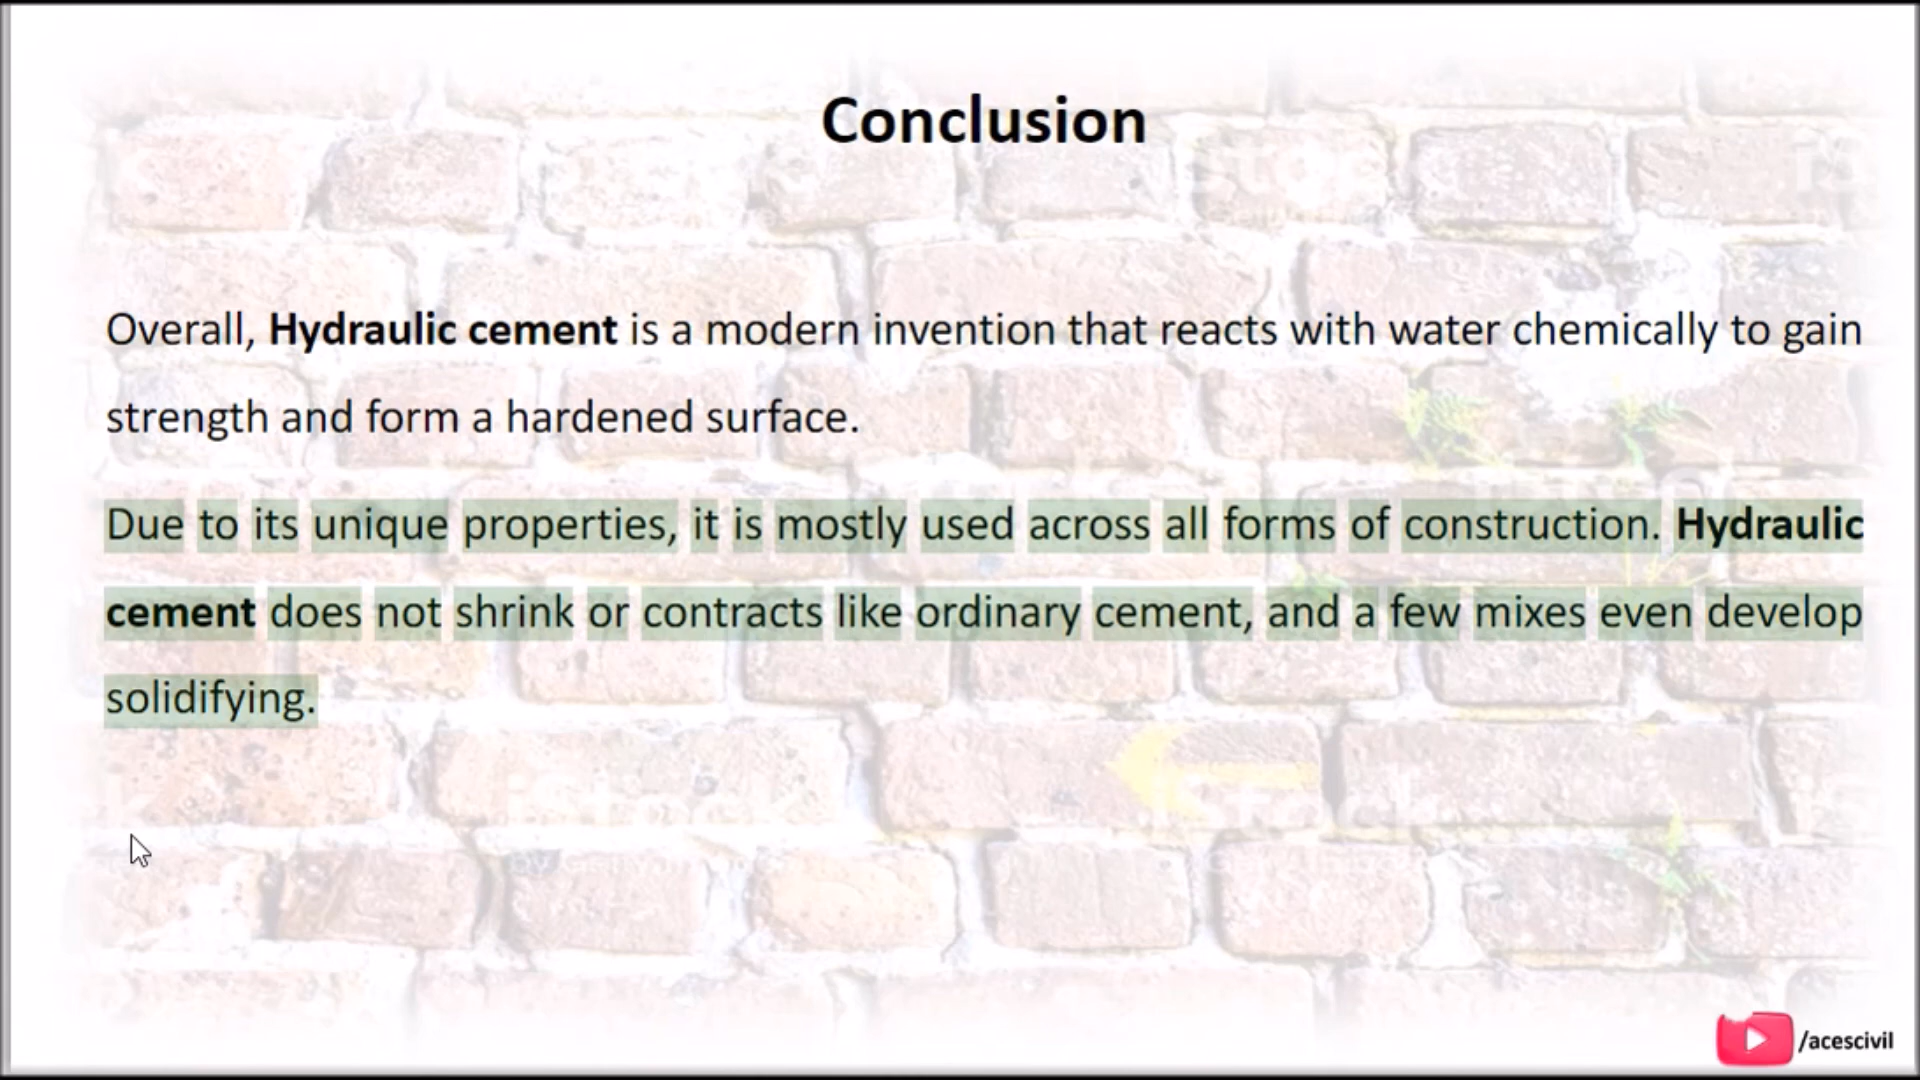 Conclusion
Overall, Hydraulic cement is a modern invention that reacts with water chemically to gain
strength and form a hardened surface.
Due to its unique properties, it is mostly used across all forms of construction. Hydraulic
cement does not shrink or contracts like ordinary cement, and a few mixes even develop
solidifying.
iStock
/acescivil